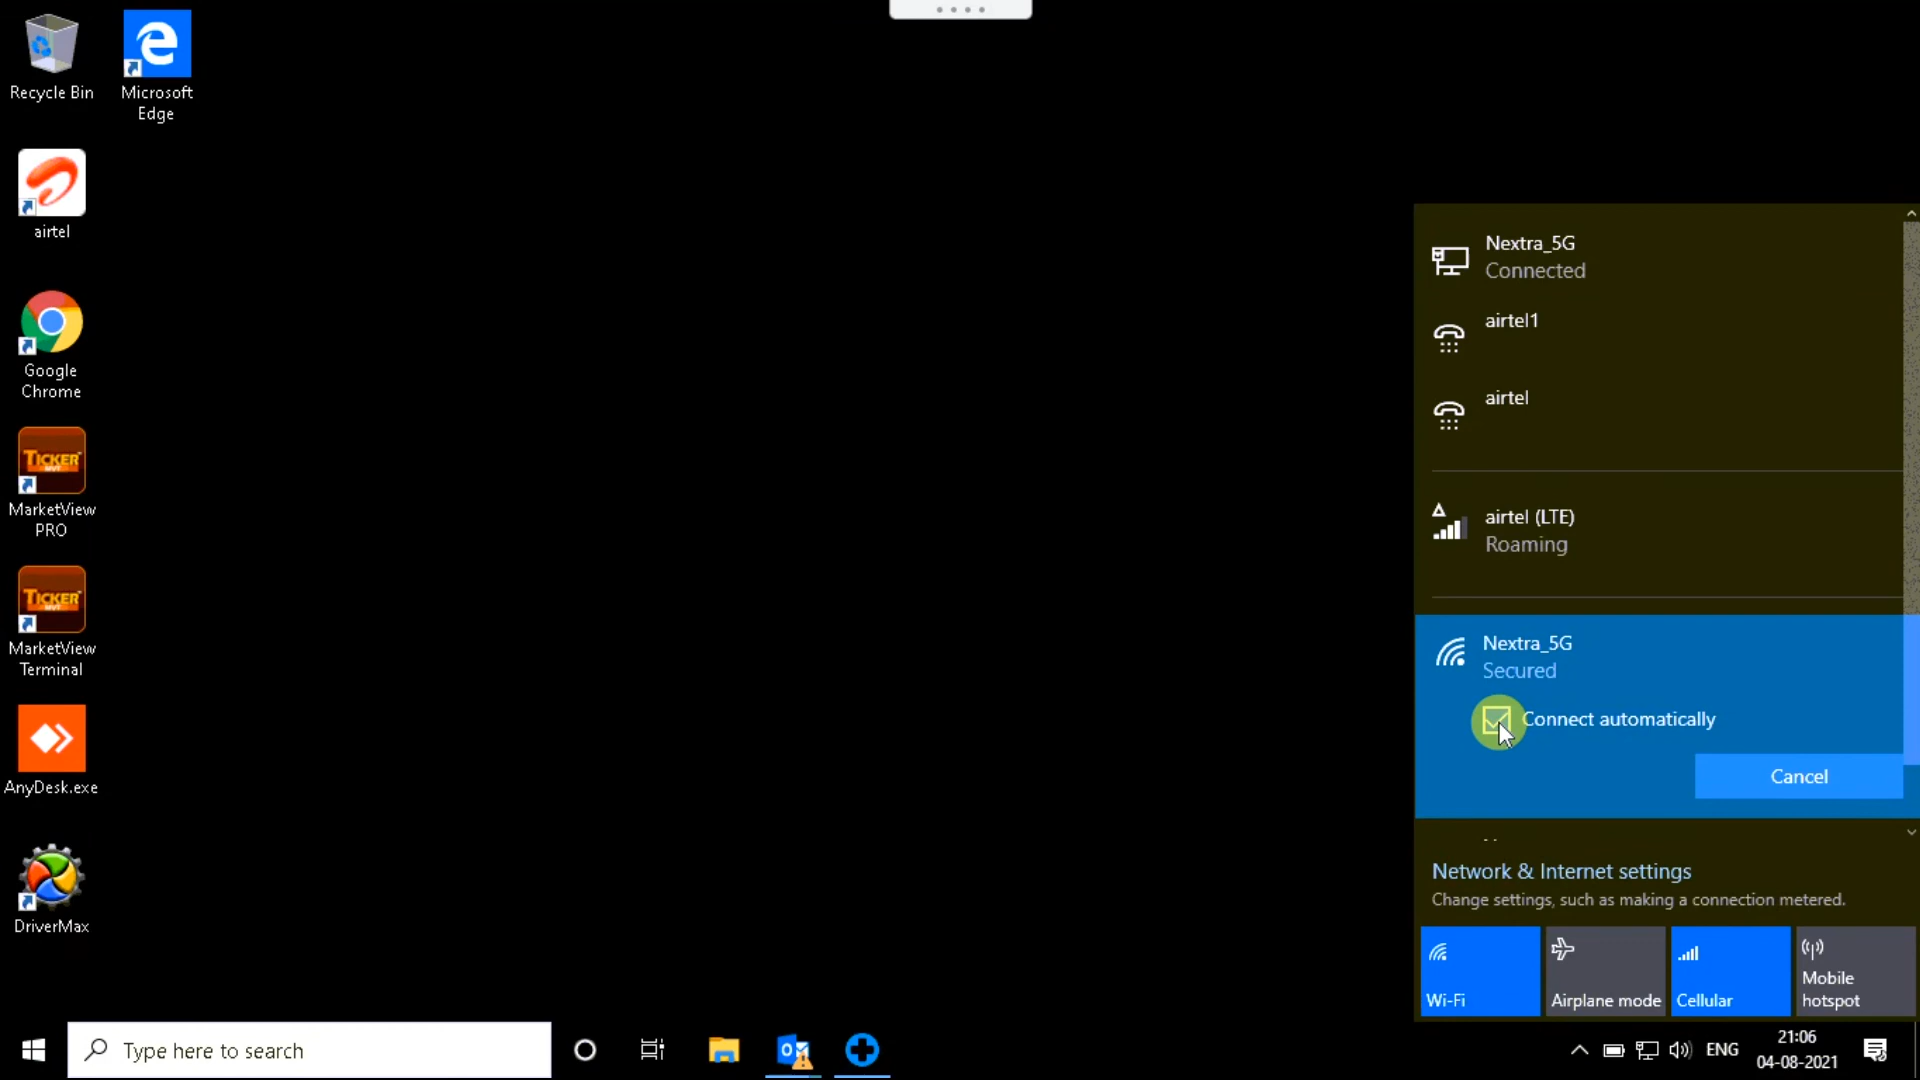 Recycle Bin
Microsoft
Edge
airtel
Google
Chrome
TICKER
MarketView
PRO
TICKER
MarketView
Terminal
AnyDesk.exe
DriverMax
Nextra_5G
Connected
airtel1
airtel
airtel (LTE)
Roaming
Nextra_5G
Secured
Connect automatically
Cancel
Network & Internet settings
Change settings, such as making a connection metered.
Wi-Fi
Airplane mode
Cellular
Mobile
hotspot
Type here to search
ENG
21:06
04-08-2021